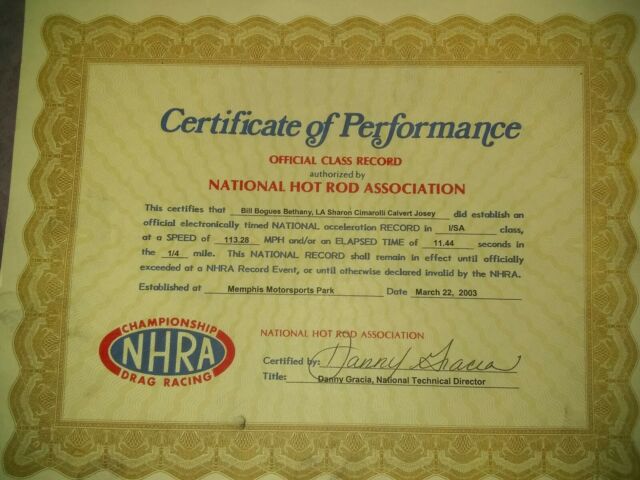 Certificate of Performance
OFFICIAL CLASS RECORD
authorized by
NATIONAL HOT ROD ASSOCIATION
This certifies that Bill Bogues Bethany, LA Sharon Cimarolli Calvert Josey did establish an
official electronically timed NATIONAL acceleration RECORD in I/SA class,
at a SPEED of 113.28 MPH and/or an ELAPSED TIME of 11.44 seconds in
the 1/4 mile. This NATIONAL RECORD shall remain in effect until officially
exceeded at a NHRA Record Event, or until otherwise declared invalid by the NHRA.
Established at Memphis Motorsports Park Date March 22, 2003
CHAMPIONSHIP
NHRA
DRAG RACING
NATIONAL HOT ROD ASSOCIATION
Certified by: Danny Gracia
Title: Danny Gracia, National Technical Director